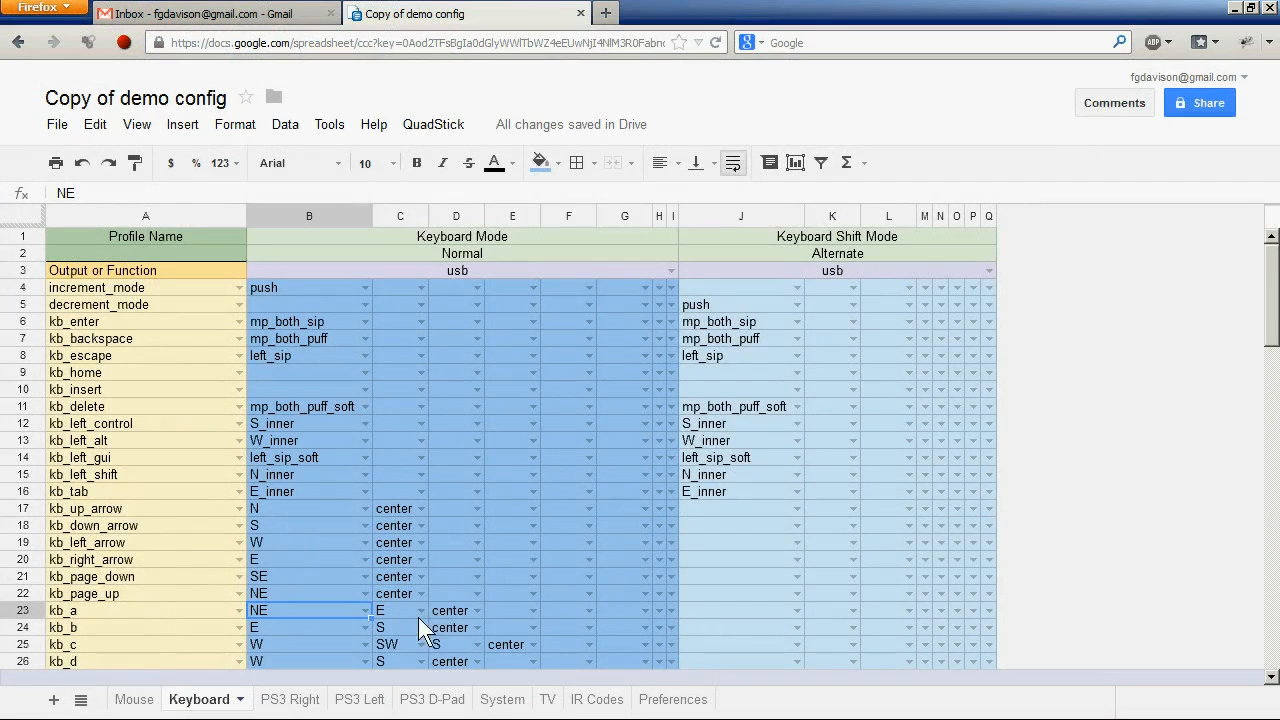 Firefox
Inbox - fgdavison@gmail.com - Gmail
Copy of demo config
https://docs.google.com/spreadsheet/ccc?key=0Aod2TFsBgIa0dGlyWWlTbWZ4eEUwNjI4NlM3R0Fabnc
Google
ABP
fgdavison@gmail.com
Copy of demo config
Comments
Share
File Edit View Insert Format Data Tools Help QuadStick All changes saved in Drive
$ % 123 Arial 10 B I S A Σ
fx NE
A B C D E F G H I J K L M N O P Q
1 Profile Name Keyboard Mode Keyboard Shift Mode
2 Normal Alternate
3 Output or Function usb usb
4 increment_mode push
5 decrement_mode push
6 kb_enter mp_both_sip mp_both_sip
7 kb_backspace mp_both_puff mp_both_puff
8 kb_escape left_sip left_sip
9 kb_home
10 kb_insert
11 kb_delete mp_both_puff_soft mp_both_puff_soft
12 kb_left_control S_inner S_inner
13 kb_left_alt W_inner W_inner
14 kb_left_gui left_sip_soft left_sip_soft
15 kb_left_shift N_inner N_inner
16 kb_tab E_inner E_inner
17 kb_up_arrow N center
18 kb_down_arrow S center
19 kb_left_arrow W center
20 kb_right_arrow E center
21 kb_page_down SE center
22 kb_page_up NE center
23 kb_a NE E center
24 kb_b E S center
25 kb_c W SW S center
26 kb_d W S center
Mouse Keyboard PS3 Right PS3 Left PS3 D-Pad System TV IR Codes Preferences